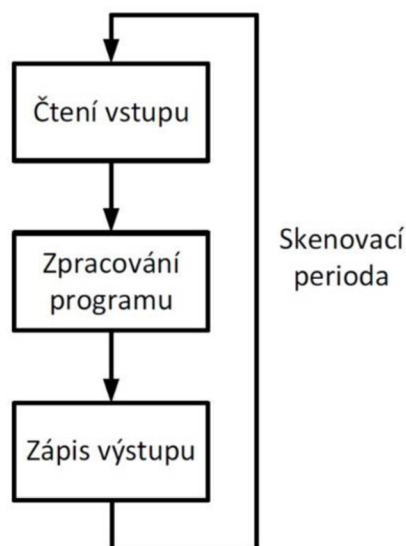 Čtení vstupu
Zpracování
programu
Zápis výstupu
Skenovací
perioda